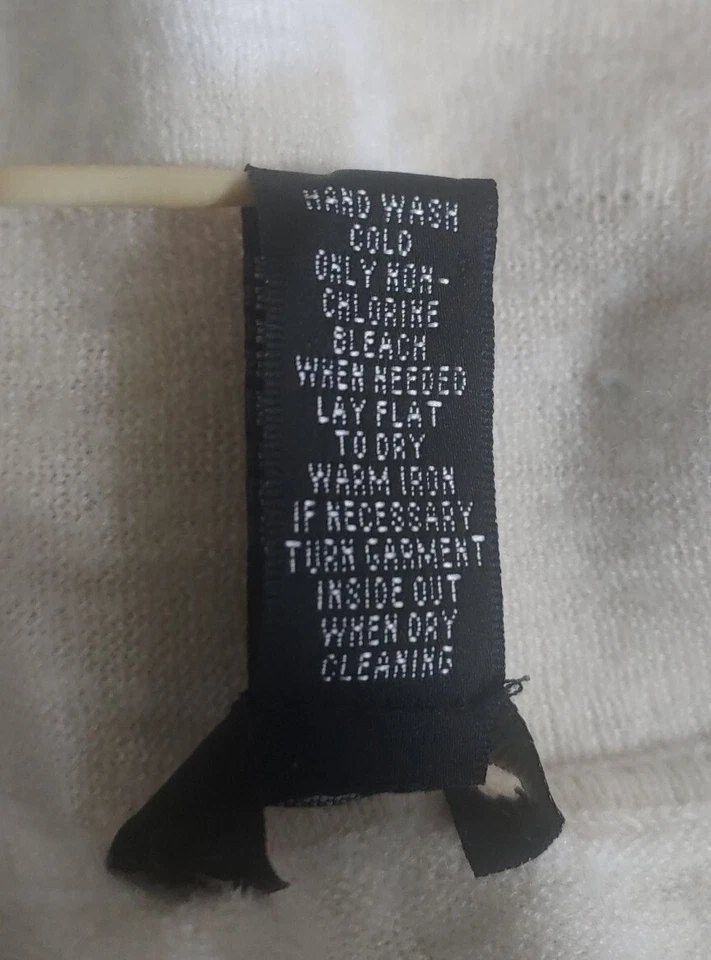 HAND WASH
COLD
ONLY NON-
CHLORINE
BLEACH
WHEN NEEDED
LAY FLAT
TO DRY
WARM IRON
IF NECESSARY
TURN GARMENT
INSIDE OUT
WHEN DRY
CLEANING